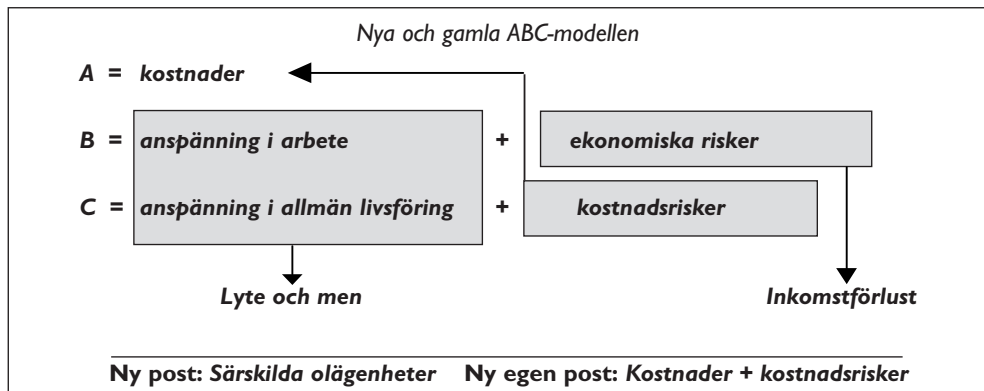 Nya och gamla ABC-modellen
A = kostnader
B = anspänning i arbete + ekonomiska risker
C = anspänning i allmän livsföring + kostnadsrisker
Lyte och men Inkomstförlust
Ny post: Särskilda olägenheter Ny egen post: Kostnader + kostnadsrisker